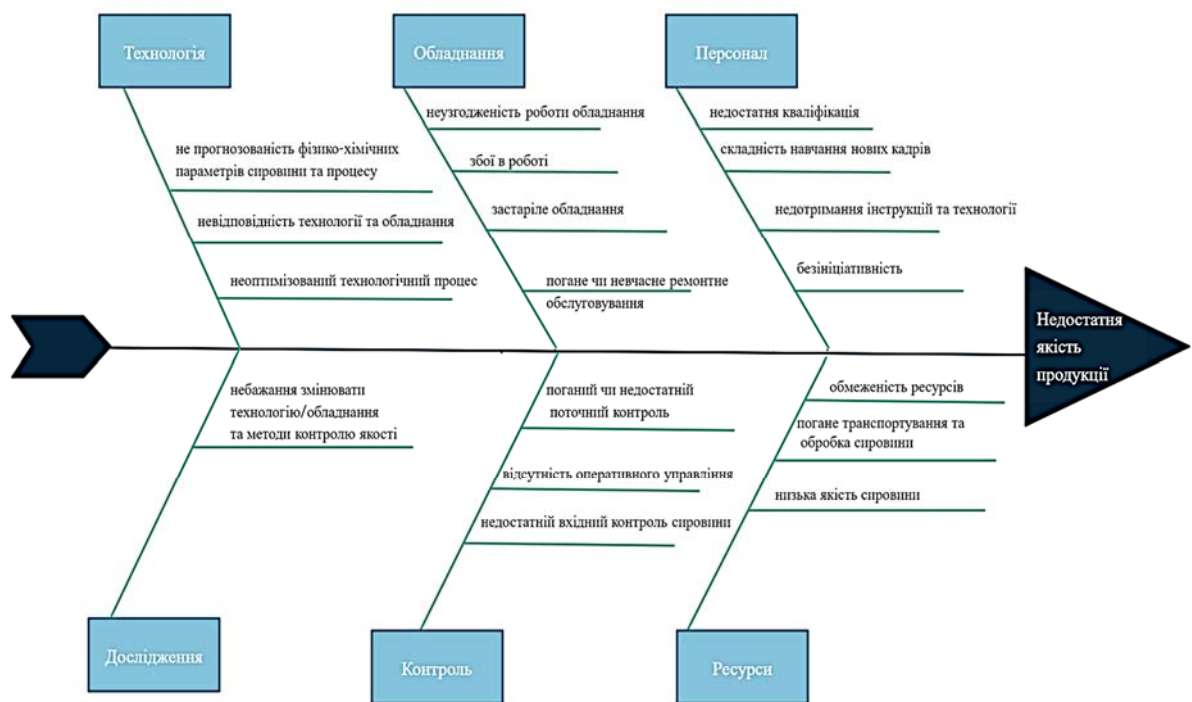 Технологія
Обладнання
Персонал
не прогнозованість фізико-хімічних
параметрів сировини та процесу
невідповідність технології та обладнання
неоптимізований технологічний процес
неузгодженість роботи обладнання
збої в роботі
застаріле обладнання
погане чи невчасне ремонтне
обслуговування
недостатня кваліфікація
складність навчання нових кадрів
недотримання інструкцій та технології
безініціативність
Недостатня
якість
продукції
небажання змінювати
технологію/обладнання
та методи контролю якості
поганий чи недостатній
поточний контроль
відсутність оперативного управління
недостатній вхідний контроль сировини
обмеженість ресурсів
погане транспортування та
обробка сировини
низька якість сировини
Дослідження
Контроль
Ресурси